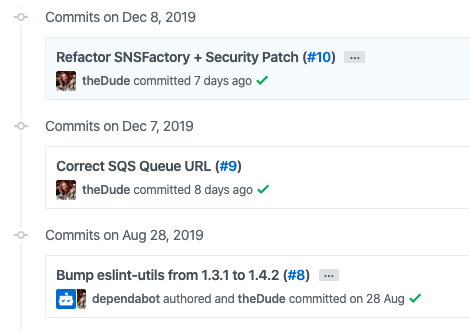 Commits on Dec 8, 2019
Refactor SNSFactory + Security Patch (#10) ...
theDude committed 7 days ago
Commits on Dec 7, 2019
Correct SQS Queue URL (#9)
theDude committed 8 days ago
Commits on Aug 28, 2019
Bump eslint-utils from 1.3.1 to 1.4.2 (#8) ...
dependabot authored and theDude committed on 28 Aug